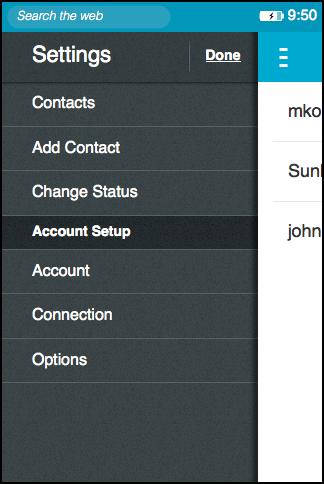 Search the web
9:50
Settings
Done
Contacts
mko
Add Contact
Sunl
Change Status
john
Account Setup
Account
Connection
Options